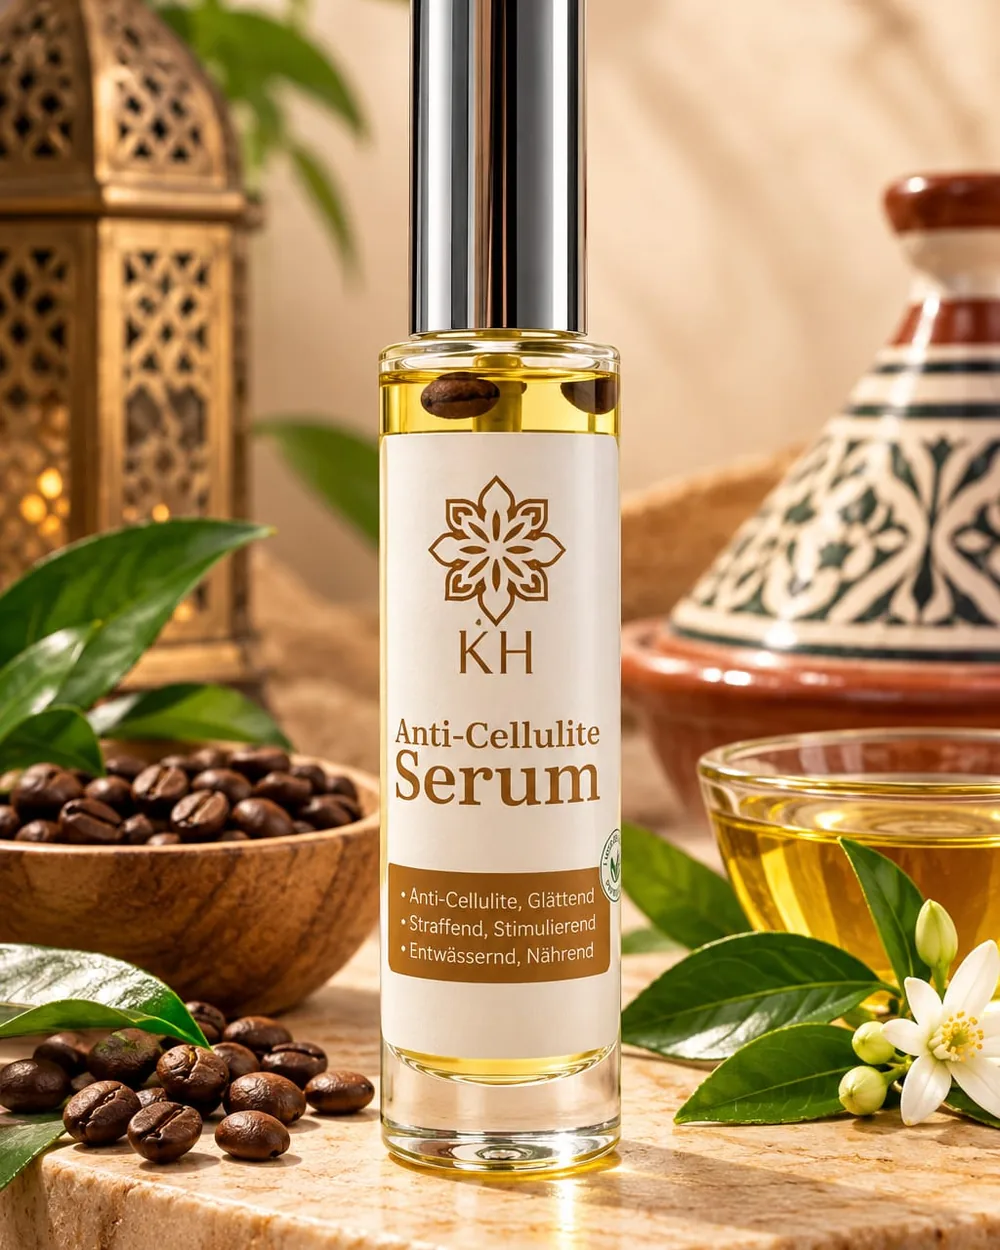 KH
Anti-Cellulite
Serum
• Anti-Cellulite, Glättend
• Straffend, Stimulierend
• Entwässernd, Nährend